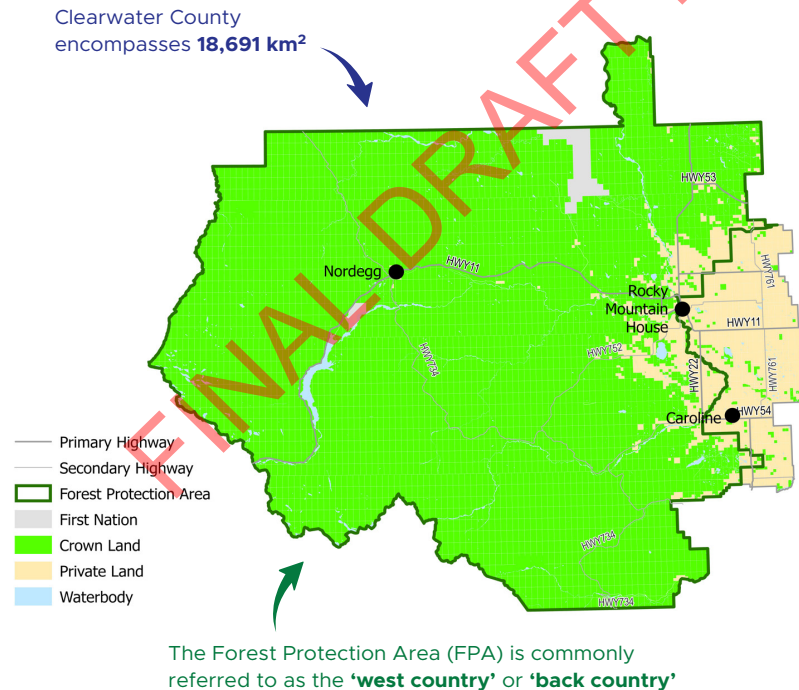 Clearwater County
encompasses 18,691 km²
FINAL DRAFT
HWY53
Nordegg
HWY11
HWY761
Rocky
Mountain
House
HWY11
HWY752
HWY734
HWY22
HWY761
Caroline
HWY54
Primary Highway
Secondary Highway
Forest Protection Area
First Nation
Crown Land
Private Land
Waterbody
HWY734
HWY734
The Forest Protection Area (FPA) is commonly
referred to as the ‘west country’ or ‘back country’